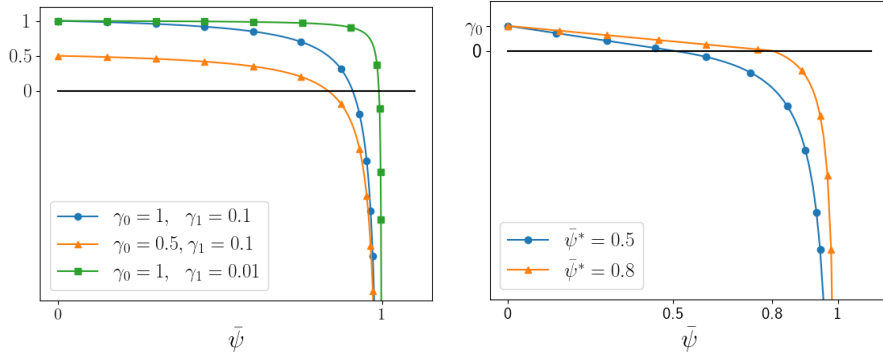 1
0.5
0
γ₀ = 1, γ₁ = 0.1
γ₀ = 0.5, γ₁ = 0.1
γ₀ = 1, γ₁ = 0.01
0 1
ψ̄
γ₀
0
ψ̄* = 0.5
ψ̄* = 0.8
0 0.5 0.8 1
ψ̄